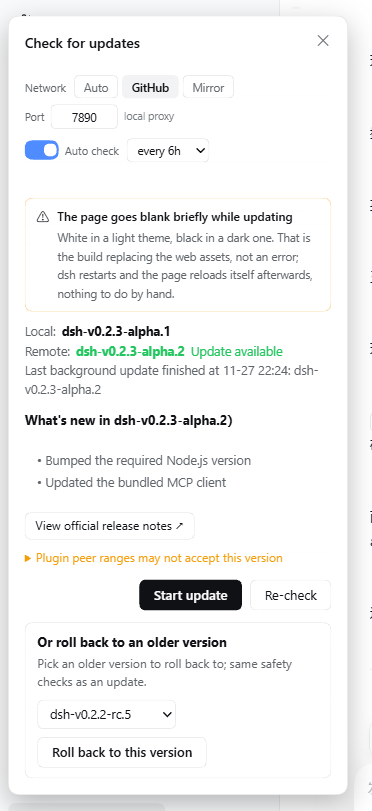 Check for updates
Network Auto GitHub Mirror
Port 7890 local proxy
Auto check every 6h
The page goes blank briefly while updating
White in a light theme, black in a dark one. That is
the build replacing the web assets, not an error;
dsh restarts and the page reloads itself afterwards,
nothing to do by hand.
Local: dsh-v0.2.3-alpha.1
Remote: dsh-v0.2.3-alpha.2 Update available
Last background update finished at 11-27 22:24: dsh-
v0.2.3-alpha.2
What's new in dsh-v0.2.3-alpha.2)
• Bumped the required Node.js version
• Updated the bundled MCP client
View official release notes ↗
▶ Plugin peer ranges may not accept this version
Start update Re-check
Or roll back to an older version
Pick an older version to roll back to; same safety
checks as an update.
dsh-v0.2.2-rc.5
Roll back to this version